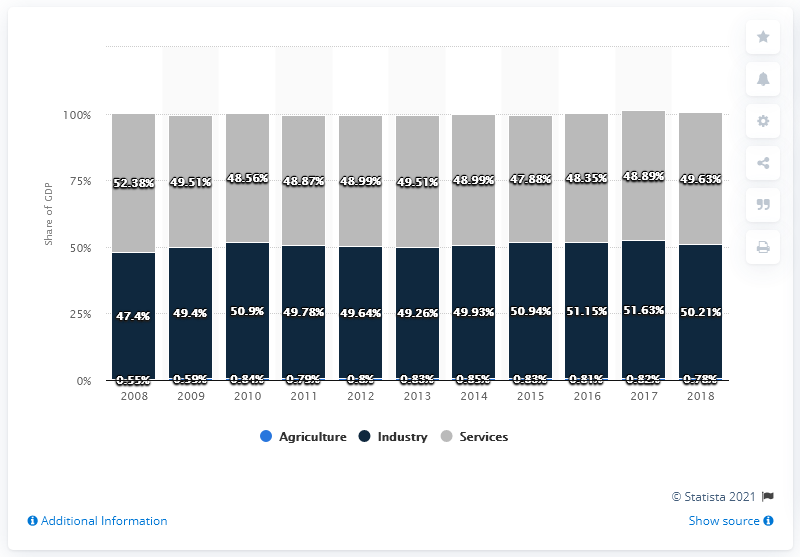 Share of GDP
100%
75%
50%
25%
0%
52.38% 49.51% 48.56% 48.87% 48.99% 49.51% 48.99% 47.88% 48.35% 48.89% 49.63%
47.4% 49.4% 50.9% 49.78% 49.64% 49.26% 49.93% 50.94% 51.15% 51.63% 50.21%
0.55% 0.59% 0.84% 0.79% 0.8% 0.83% 0.85% 0.83% 0.81% 0.82% 0.78%
2008 2009 2010 2011 2012 2013 2014 2015 2016 2017 2018
Agriculture Industry Services
© Statista 2021
Additional Information Show source